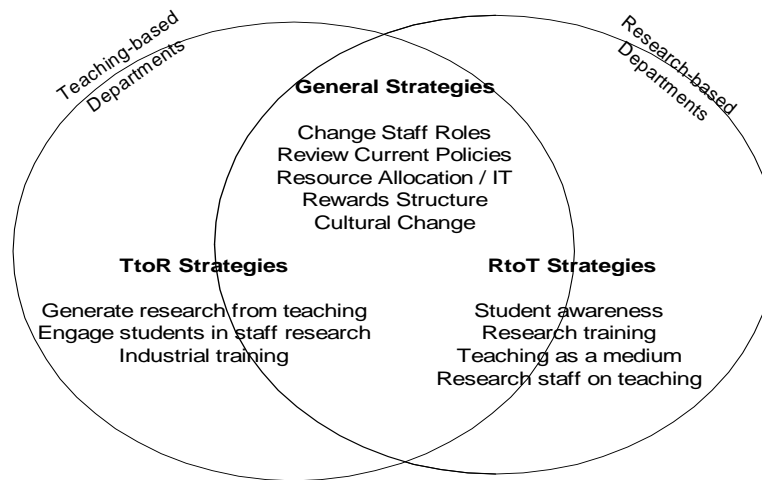 Teaching-based
Departments
Research-based
Departments
General Strategies
Change Staff Roles
Review Current Policies
Resource Allocation / IT
Rewards Structure
Cultural Change
TtoR Strategies
Generate research from teaching
Engage students in staff research
Industrial training
RtoT Strategies
Student awareness
Research training
Teaching as a medium
Research staff on teaching